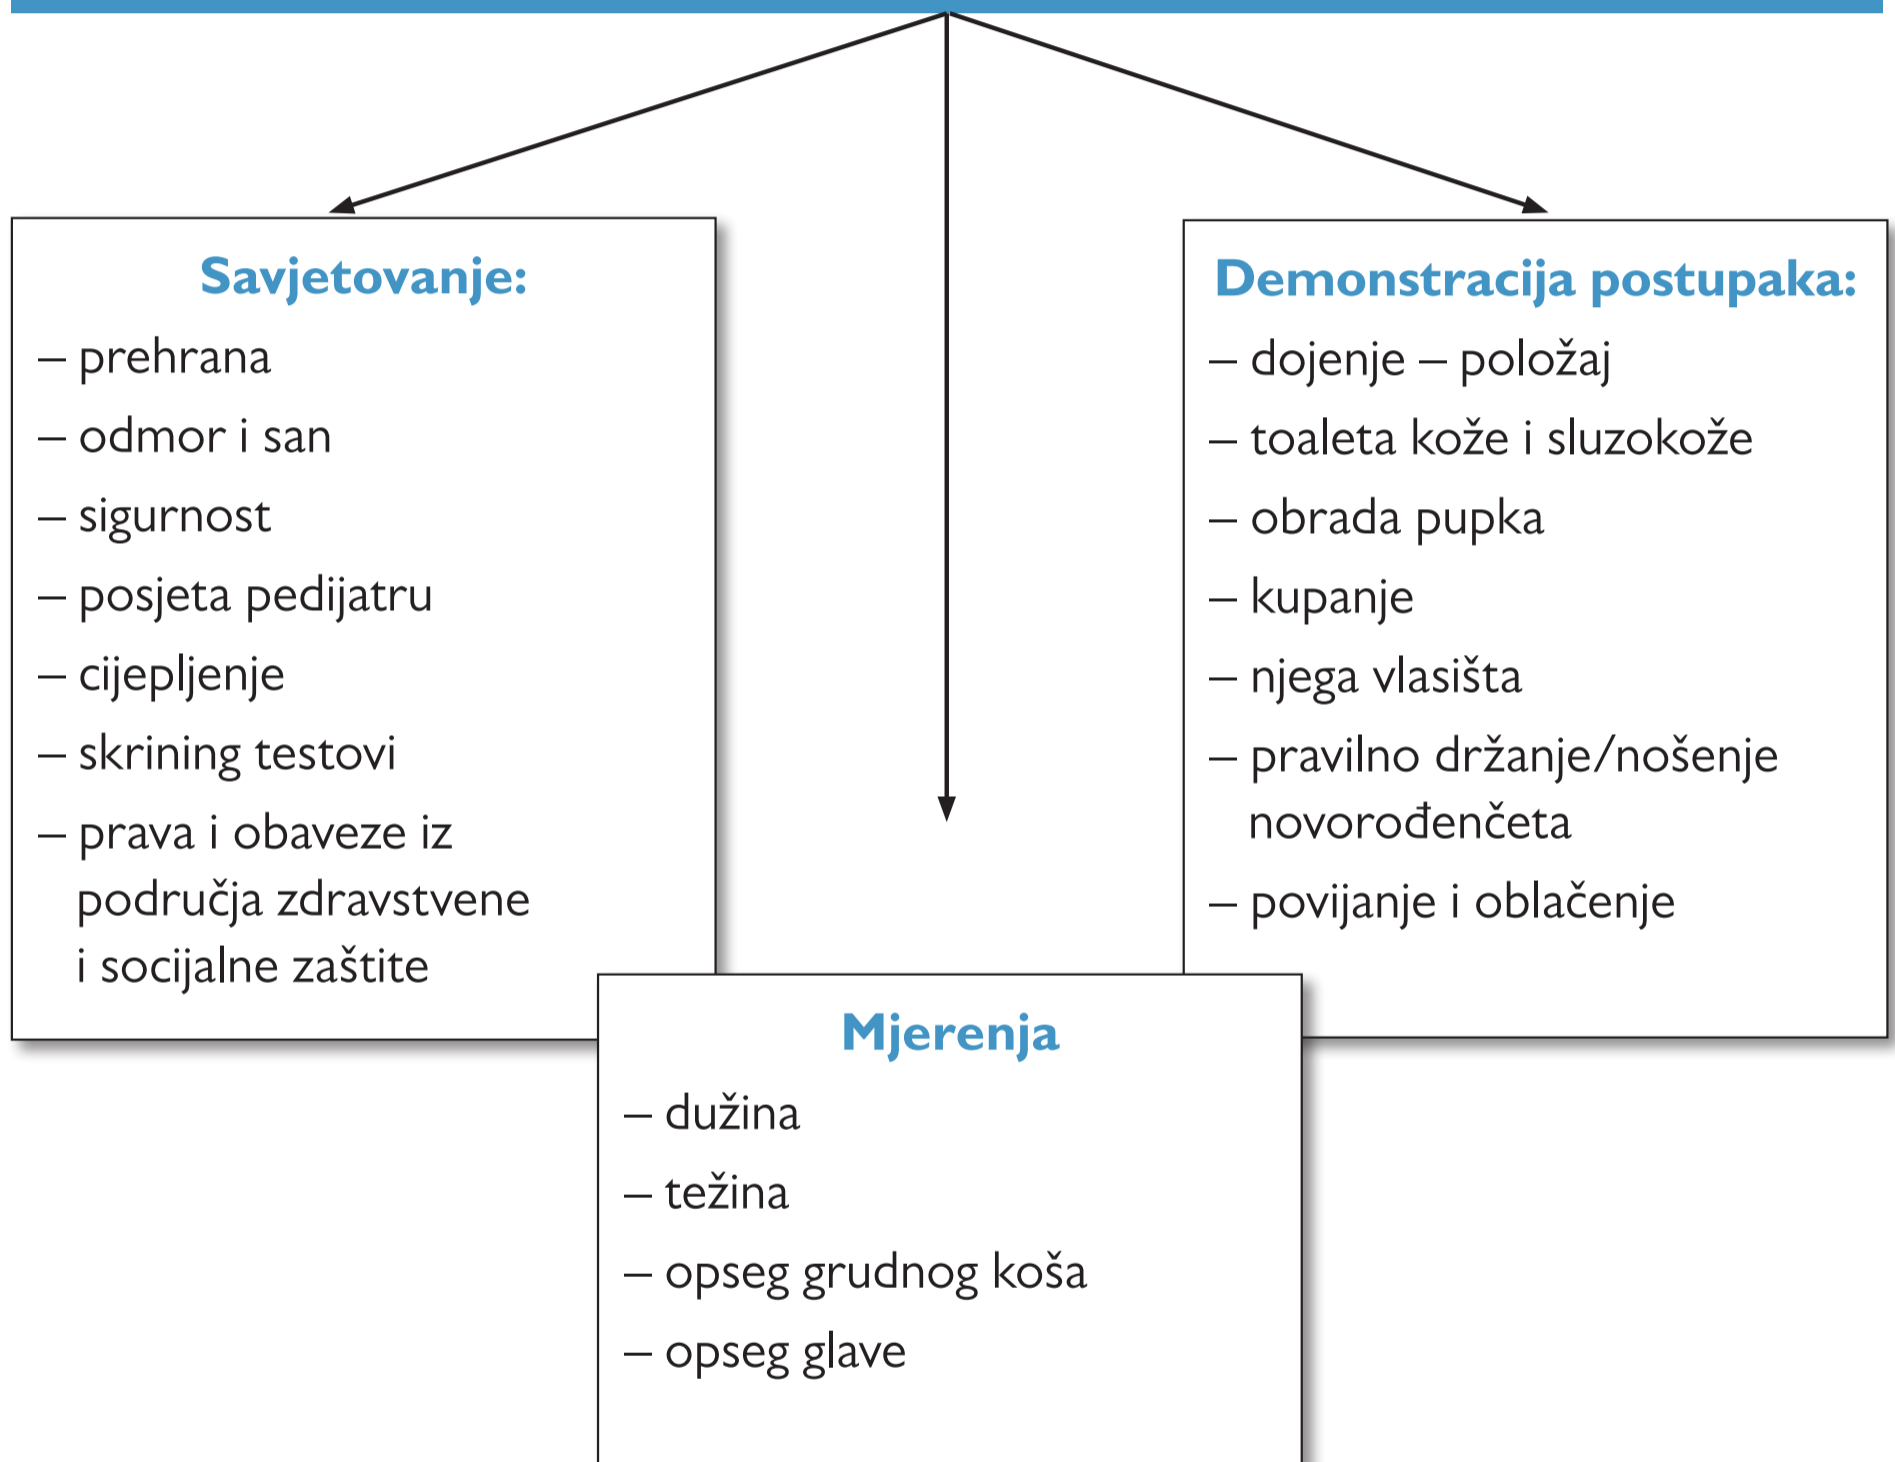 Savjetovanje:
– prehrana
– odmor i san
– sigurnost
– posjeta pedijatru
– cijepljenje
– skrining testovi
– prava i obaveze iz
područja zdravstvene
i socijalne zaštite
Demonstracija postupaka:
– dojenje – položaj
– toaleta kože i sluzokože
– obrada pupka
– kupanje
– njega vlasišta
– pravilno držanje/nošenje
novorođenčeta
– povijanje i oblačenje
Mjerenja
– dužina
– težina
– opseg grudnog koša
– opseg glave